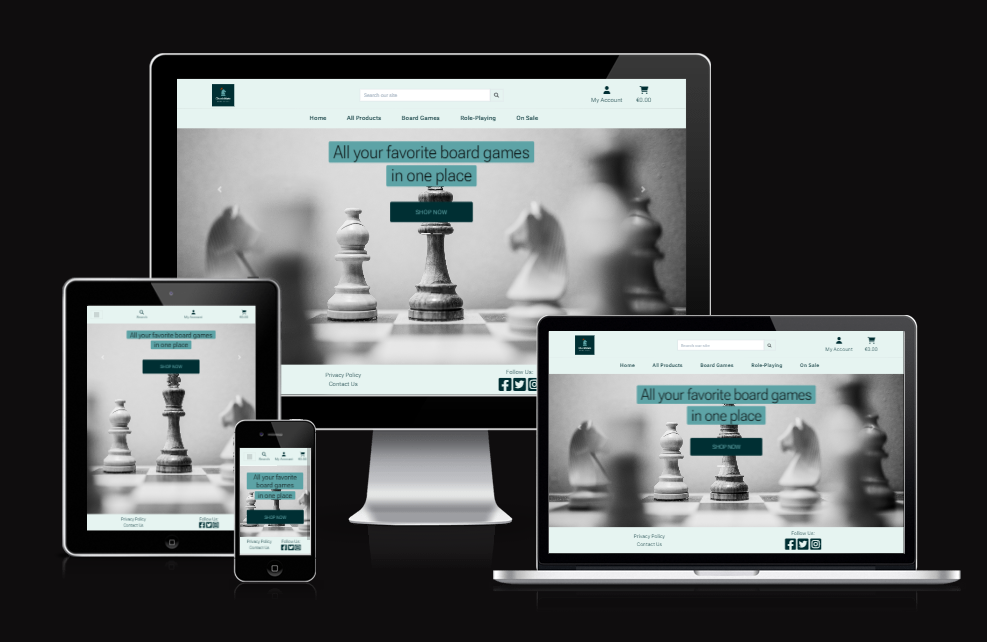 Search our site
My Account
€0.00
Home All Products Board Games Role-Playing On Sale
All your favorite board games
in one place
SHOP NOW
Privacy Policy
Contact Us
Follow Us:
Search
My Account
€0.00
All your favorite board games
in one place
SHOP NOW
Privacy Policy
Contact Us
Follow Us:
Search
My Account
€0.00
All your favorite
board games
in one place
SHOP NOW
Privacy Policy
Contact Us
Follow Us:
Search our site
My Account
€0.00
Home All Products Board Games Role-Playing On Sale
All your favorite board games
in one place
SHOP NOW
Privacy Policy
Contact Us
Follow Us: